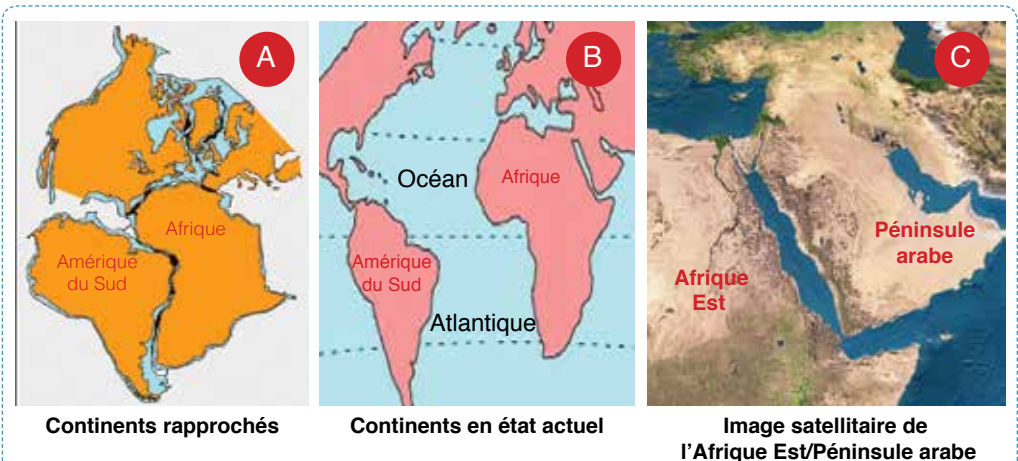 A
Afrique
Amérique
du Sud
Continents rapprochés
B
Océan
Afrique
Amérique
du Sud
Atlantique
Continents en état actuel
C
Péninsule
arabe
Afrique
Est
Image satellitaire de
l'Afrique Est/Péninsule arabe